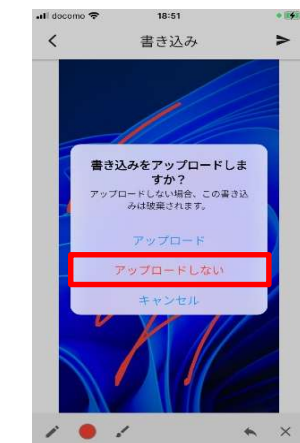 docomo 18:51
書き込み
書き込みをアップロードしま
すか？
アップロードしない場合、この書き込
みは破棄されます。
アップロード
アップロードしない
キャンセル